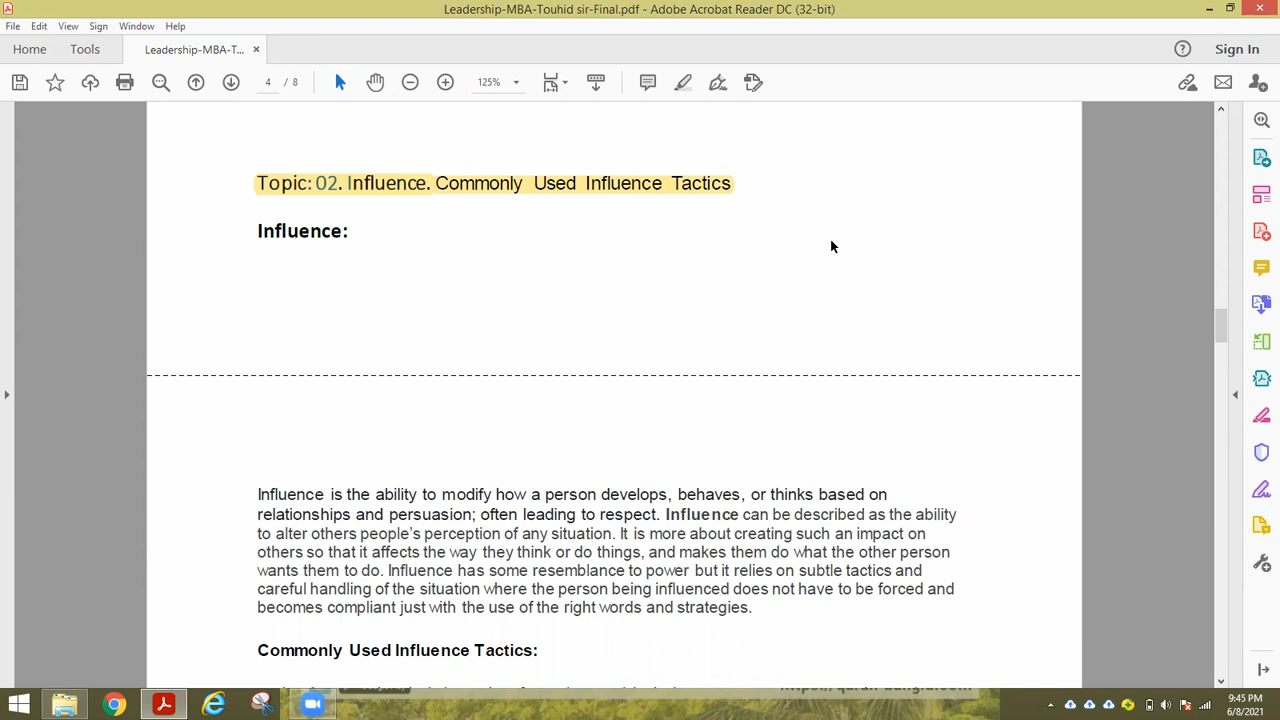 Leadership-MBA-Touhid sir-Final.pdf - Adobe Acrobat Reader DC (32-bit)
File Edit View Window Help
Home Tools Leadership-MBA-T... × Sign In
4 / 8 125%
Topic: 02. Influence. Commonly Used Influence Tactics
Influence:
Influence is the ability to modify how a person develops, behaves, or thinks based on
relationships and persuasion; often leading to respect. Influence can be described as the ability
to alter others people's perception of any situation. It is more about creating such an impact on
others so that it affects the way they think or do things, and makes them do what the other person
wants them to do. Influence has some resemblance to power but it relies on subtle tactics and
careful handling of the situation where the person being influenced does not have to be forced and
becomes compliant just with the use of the right words and strategies.
Commonly Used Influence Tactics:
9:45 PM
6/8/2021